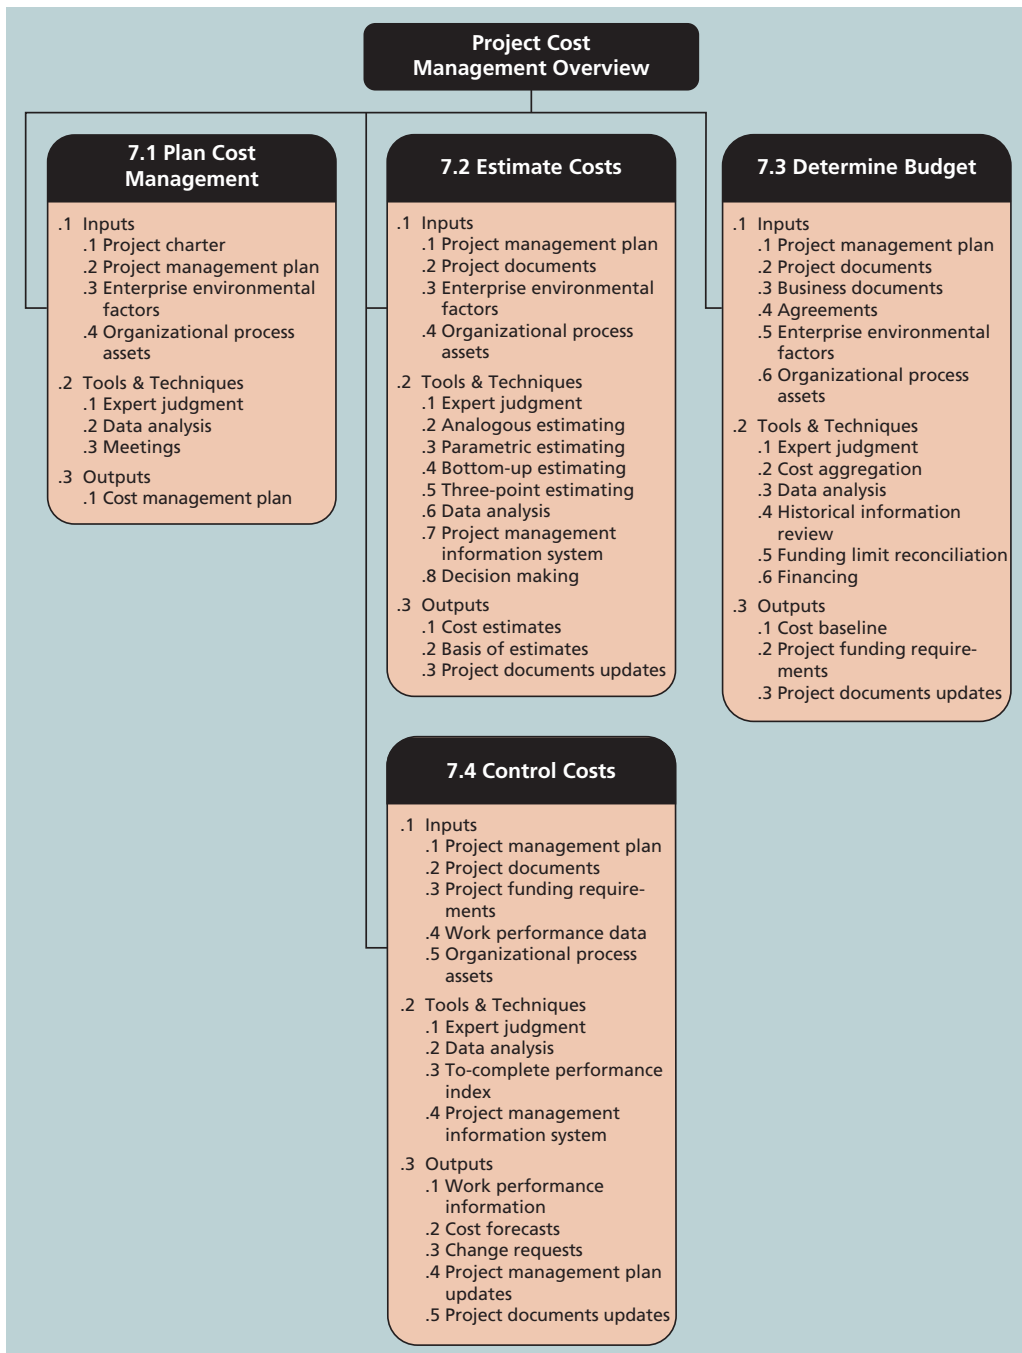 Project Cost
Management Overview
7.1 Plan Cost
Management
.1 Inputs
.1 Project charter
.2 Project management plan
.3 Enterprise environmental
factors
.4 Organizational process
assets
.2 Tools & Techniques
.1 Expert judgment
.2 Data analysis
.3 Meetings
.3 Outputs
.1 Cost management plan
7.2 Estimate Costs
.1 Inputs
.1 Project management plan
.2 Project documents
.3 Enterprise environmental
factors
.4 Organizational process
assets
.2 Tools & Techniques
.1 Expert judgment
.2 Analogous estimating
.3 Parametric estimating
.4 Bottom-up estimating
.5 Three-point estimating
.6 Data analysis
.7 Project management
information system
.8 Decision making
.3 Outputs
.1 Cost estimates
.2 Basis of estimates
.3 Project documents updates
7.3 Determine Budget
.1 Inputs
.1 Project management plan
.2 Project documents
.3 Business documents
.4 Agreements
.5 Enterprise environmental
factors
.6 Organizational process
assets
.2 Tools & Techniques
.1 Expert judgment
.2 Cost aggregation
.3 Data analysis
.4 Historical information
review
.5 Funding limit reconciliation
.6 Financing
.3 Outputs
.1 Cost baseline
.2 Project funding require-
ments
.3 Project documents updates
7.4 Control Costs
.1 Inputs
.1 Project management plan
.2 Project documents
.3 Project funding require-
ments
.4 Work performance data
.5 Organizational process
assets
.2 Tools & Techniques
.1 Expert judgment
.2 Data analysis
.3 To-complete performance
index
.4 Project management
information system
.3 Outputs
.1 Work performance
information
.2 Cost forecasts
.3 Change requests
.4 Project management plan
updates
.5 Project documents updates